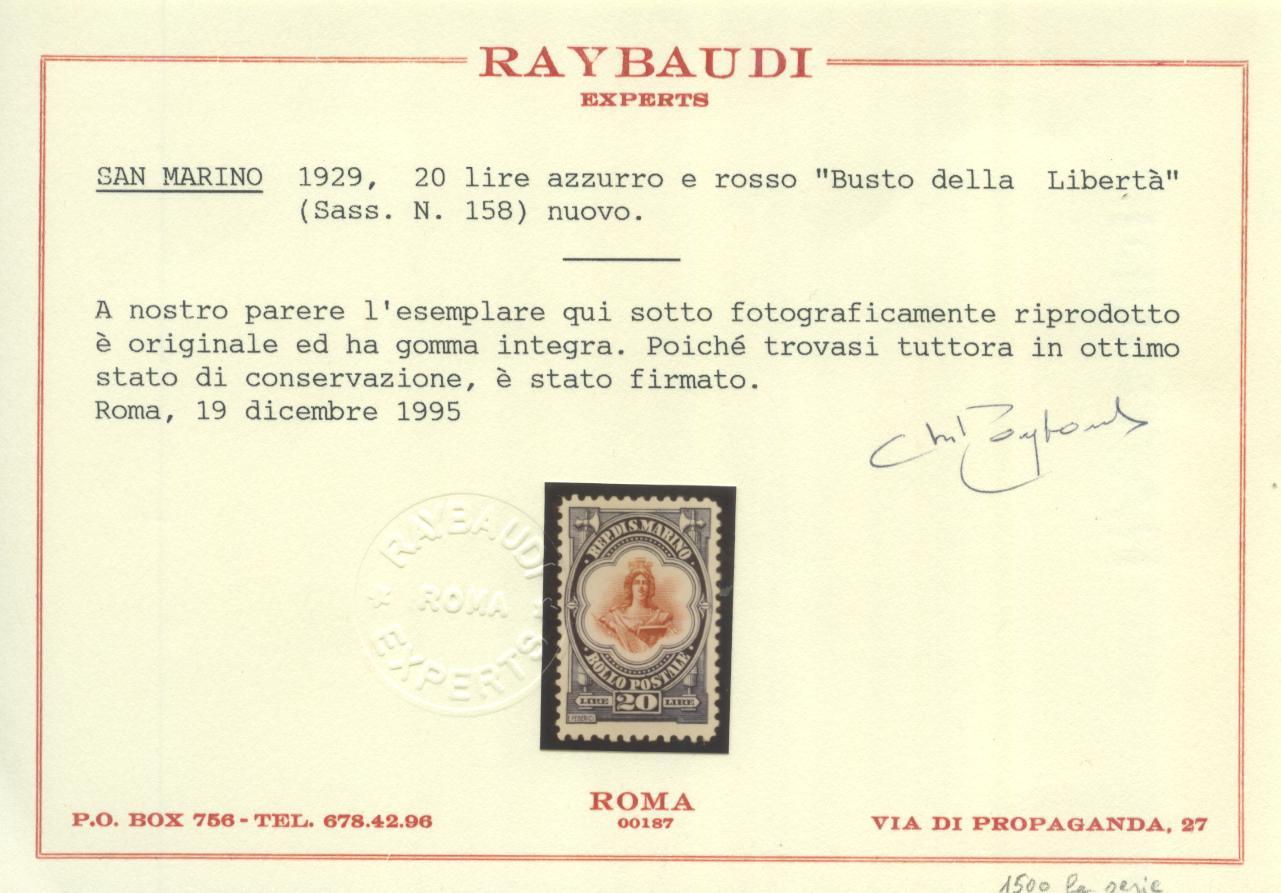 RAYBAUDI
EXPERTS
SAN MARINO 1929, 20 lire azzurro e rosso "Busto della Libertà"
(Sass. N. 158) nuovo.
A nostro parere l'esemplare qui sotto fotograficamente riprodotto
è originale ed ha gomma integra. Poiché trovasi tuttora in ottimo
stato di conservazione, è stato firmato.
Roma, 19 dicembre 1995
RAYBAUDI
ROMA
EXPERTS
REP. DI S. MARINO
BOLLO POSTALE
LIRE 20 LIRE
ROMA
00187
P.O. BOX 756 - TEL. 678.42.96
VIA DI PROPAGANDA, 27
1500 la serie